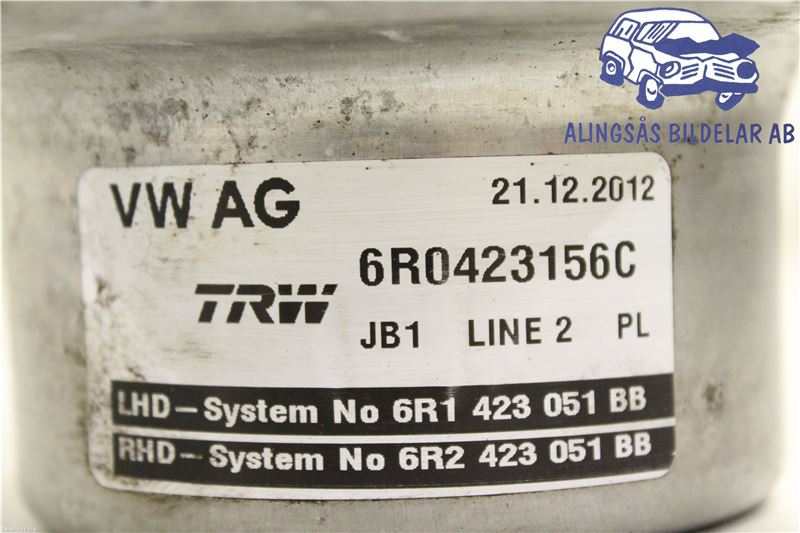 ALINGSÅS BILDELAR AB
VW AG 21.12.2012
6R0423156C
TRW
JB1 LINE 2 PL
LHD-System No 6R1 423 051 BB
RHD-System No 6R2 423 051 BB